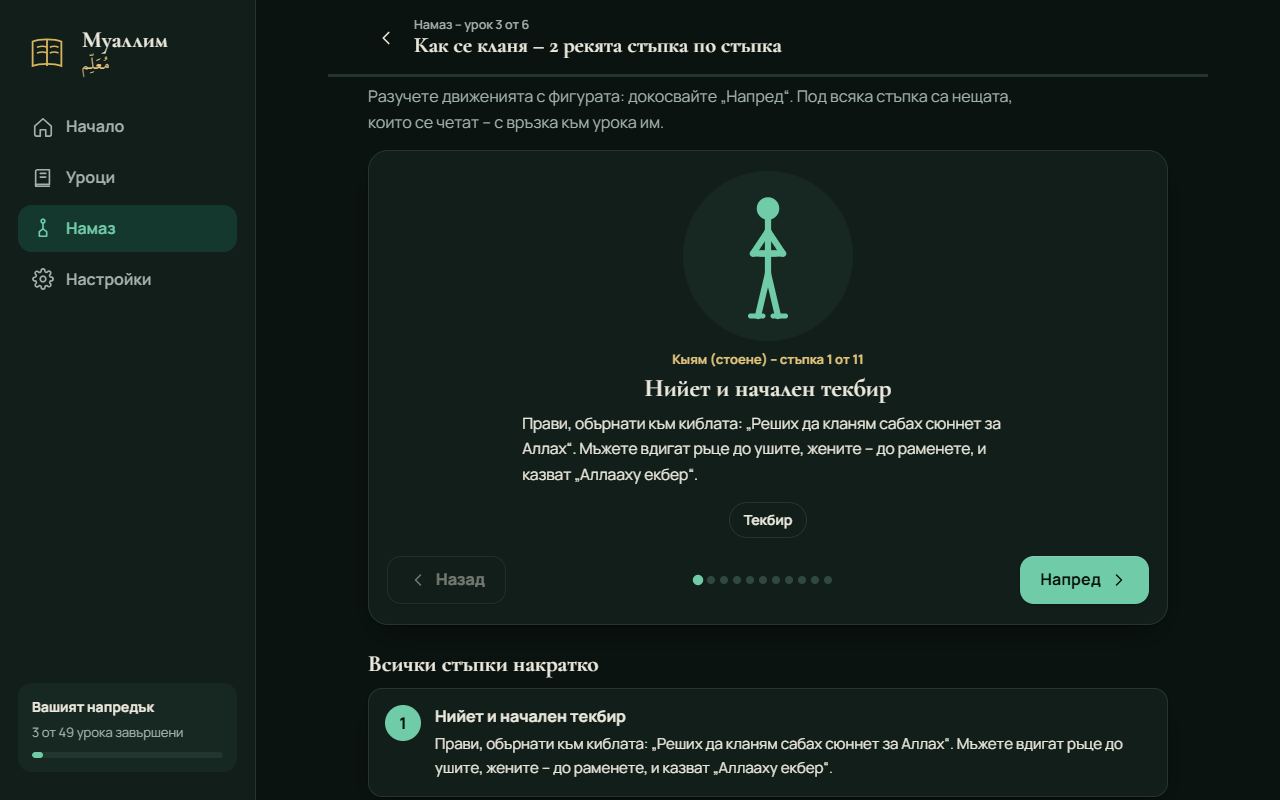 Муаллим
مُعَلِّم
Начало
Уроци
Намаз
Настройки
Вашият напредък
3 от 49 урока завършени
Намаз – урок 3 от 6
Как се кланя – 2 рекята стъпка по стъпка
Разучете движенията с фигурата: докосвайте „Напред“. Под всяка стъпка са нещата,
които се четат – с връзка към урока им.
Кыям (стоене) – стъпка 1 от 11
Нийет и начален текбир
Прави, обърнати към киблата: „Реших да кланям сабах сюннет за
Аллах“. Мъжете вдигат ръце до ушите, жените – до раменете, и
казват „Аллааху екбер“.
Текбир
Назад
Напред
Всички стъпки накратко
1
Нийет и начален текбир
Прави, обърнати към киблата: „Реших да кланям сабах сюннет за Аллах“. Мъжете вдигат ръце до
ушите, жените – до раменете, и казват „Аллааху екбер“.